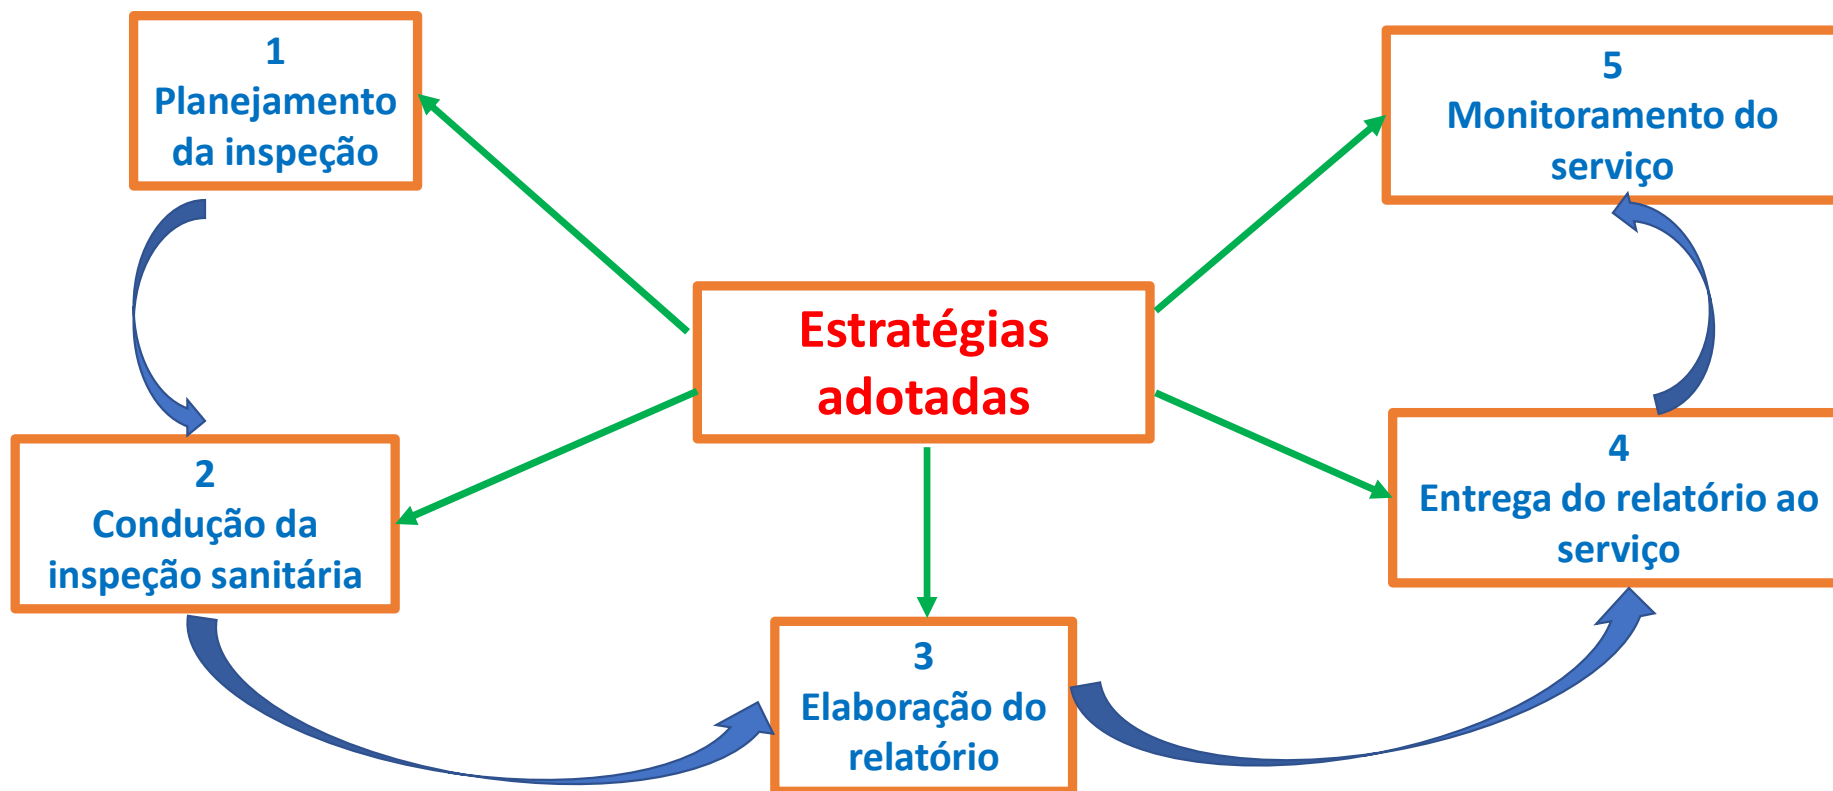 1
Planejamento
da inspeção
5
Monitoramento do
serviço
Estratégias
adotadas
2
Condução da
inspeção sanitária
4
Entrega do relatório ao
serviço
3
Elaboração do
relatório